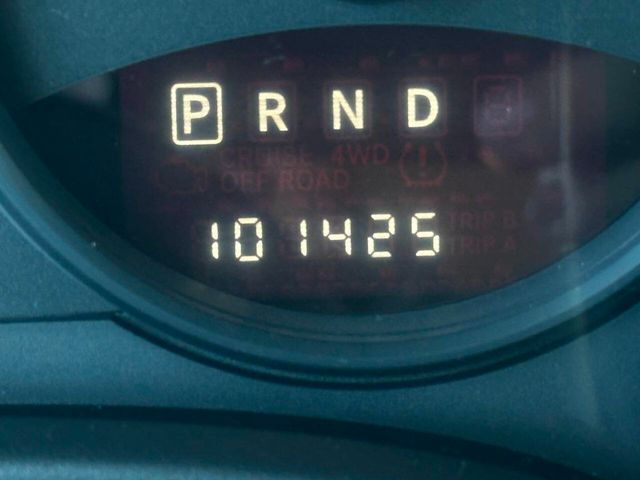 P R N D
CRUISE 4WD
OFF ROAD
101425
TRIP B
TRIP A